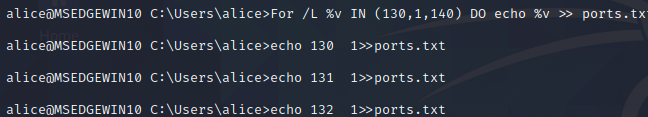 alice@MSEDGEWIN10 C:\Users\alice>For /L %v IN (130,1,140) DO echo %v >> ports.tx
alice@MSEDGEWIN10 C:\Users\alice>echo 130  1>>ports.txt
alice@MSEDGEWIN10 C:\Users\alice>echo 131  1>>ports.txt
alice@MSEDGEWIN10 C:\Users\alice>echo 132  1>>ports.txt